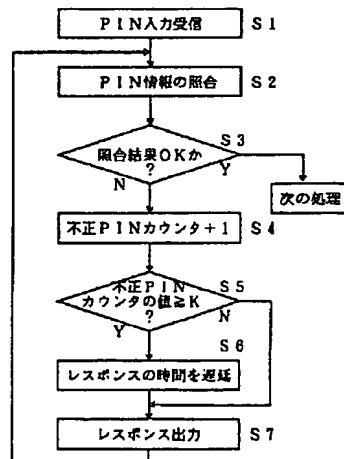 PIN入力受信 S1
PIN情報の照合 S2
S3
照合結果OKか
?
N Y
次の処理
不正PINカウンタ+1 S4
不正PIN S5
カウンタの値≧K
?
Y N
S6
レスポンスの時間を遅延
レスポンス出力 S7